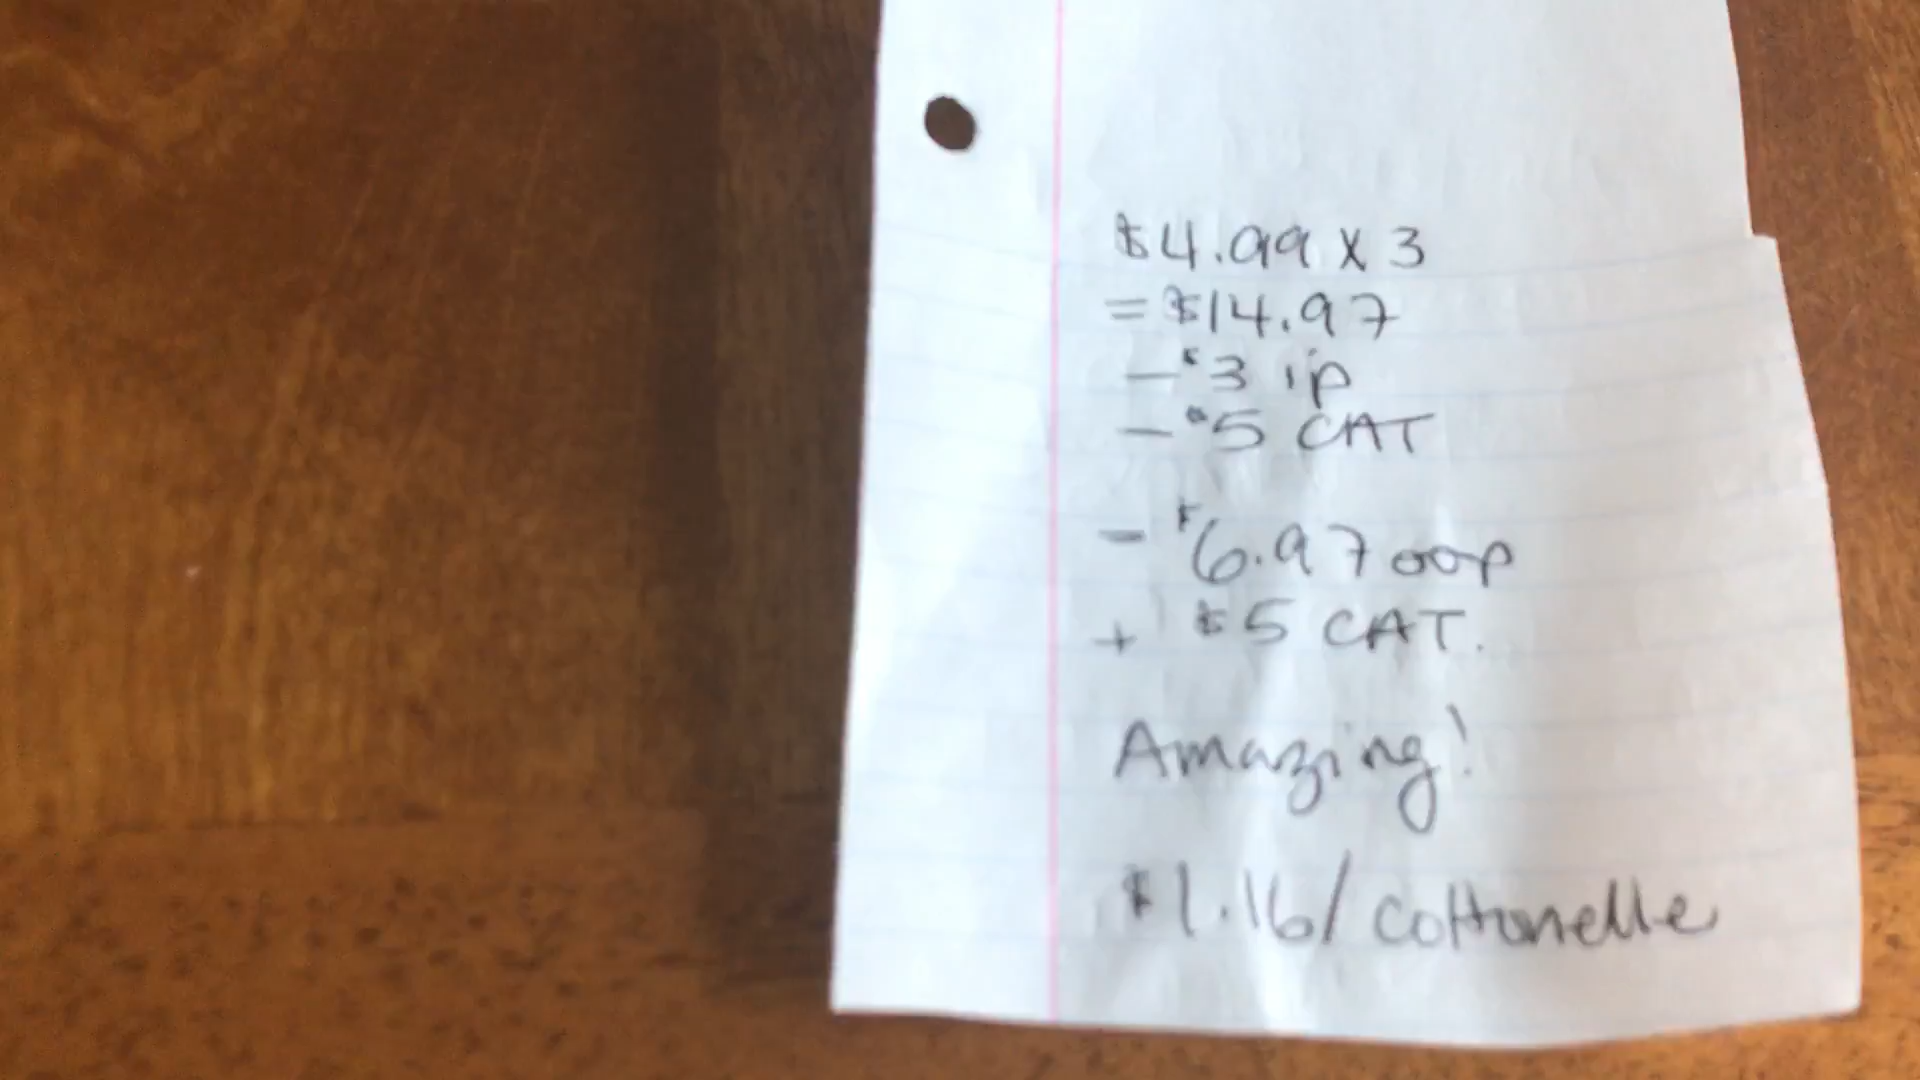 $4.99 x 3
= $14.97
- $3 ip
- $5 CAT
- $6.97 oop
+ $5 CAT.
Amazing!
$1.16/Cottonelle